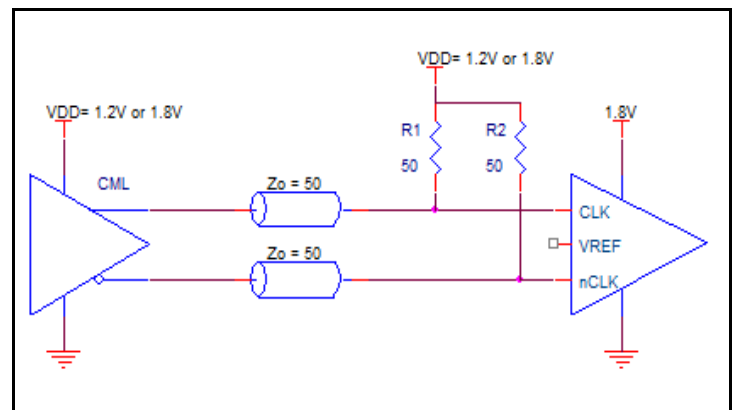 VDD= 1.2V or 1.8V
VDD= 1.2V or 1.8V
1.8V
R1
R2
50
50
CML
Zo = 50
CLK
VREF
Zo = 50
nCLK